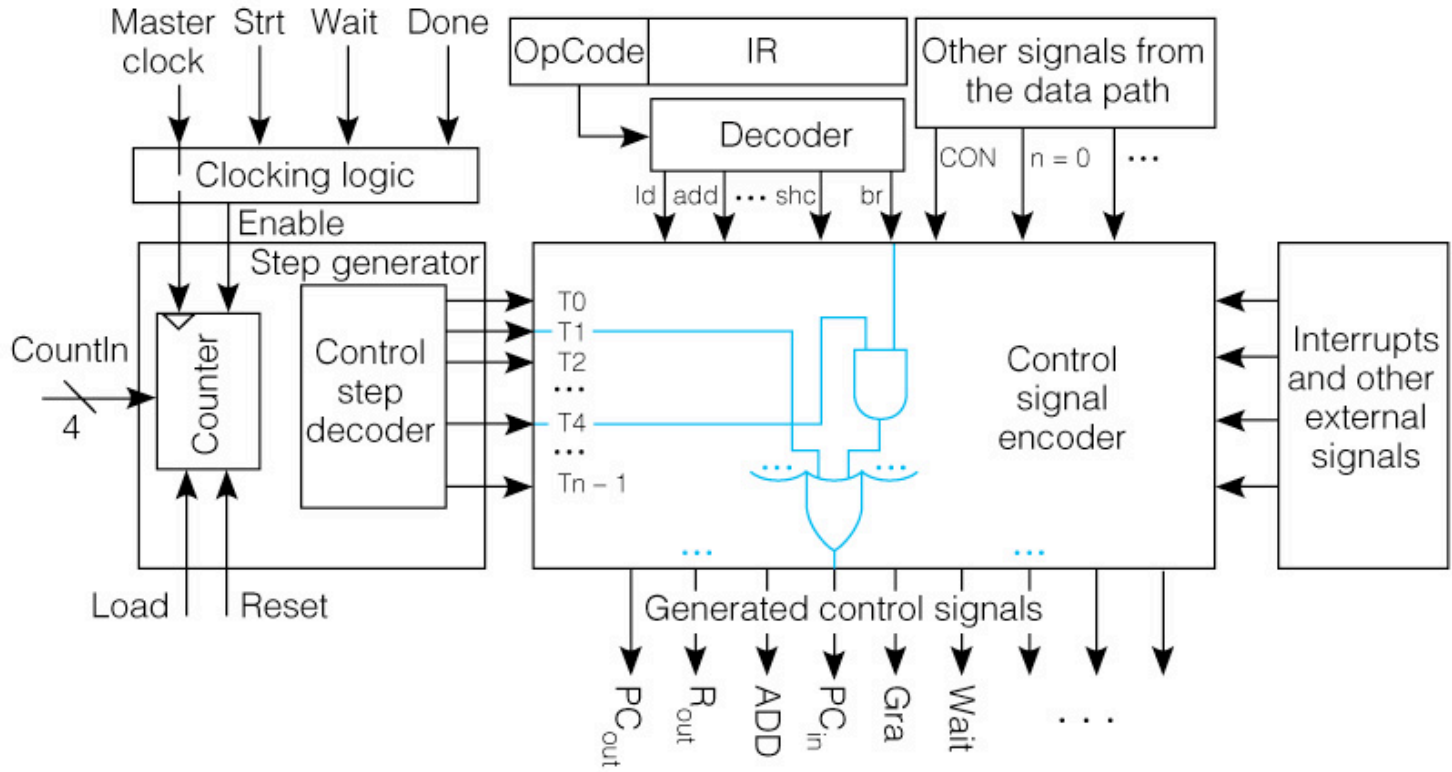 Master
clock
Strt
Wait
Done
OpCode
IR
Other signals from
the data path
Decoder
Clocking logic
CON
n = 0
...
ld
add
...
shc
br
Enable
Step generator
T0
T1
T2
...
T4
...
Tn – 1
CountIn
4
Counter
Control
step
decoder
Control
signal
encoder
Interrupts
and other
external
signals
...
...
...
...
Load
Reset
Generated control signals
PCout
Rout
ADD
PCin
Gra
Wait
...